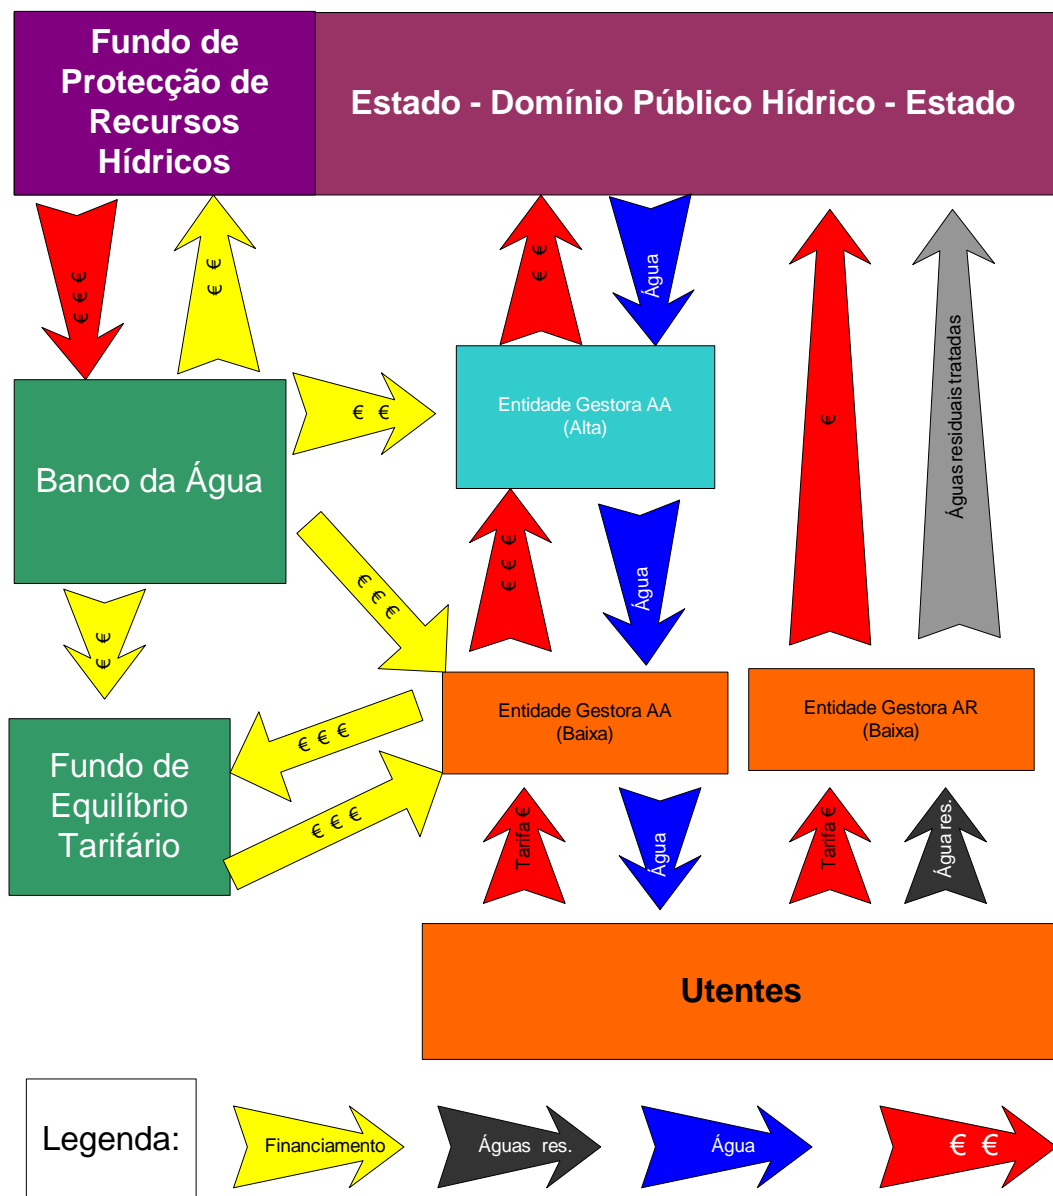 Fundo de
Protecção de
Recursos
Hídricos
Estado - Domínio Público Hídrico - Estado
€ € €
€ €
€ €
Água
€
Águas residuais tratadas
Banco da Água
€ €
Entidade Gestora AA
(Alta)
€ € €
€ € €
Água
€ €
Fundo de
Equilíbrio
Tarifário
€ € €
€ € €
Entidade Gestora AA
(Baixa)
Entidade Gestora AR
(Baixa)
Tarifa €
Água
Tarifa €
Água res.
Utentes
Legenda:
Financiamento
Águas res.
Água
€ €